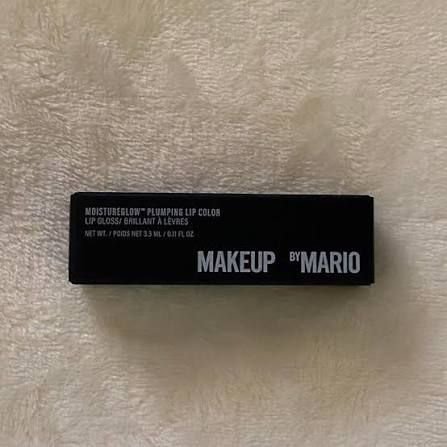 MOISTUREGLOW™ PLUMPING LIP COLOR
LIP GLOSS/ BRILLANT À LÈVRES
NET WT. / POIDS NET 3.3 ML / 0.11 FL OZ
MAKEUP BY MARIO